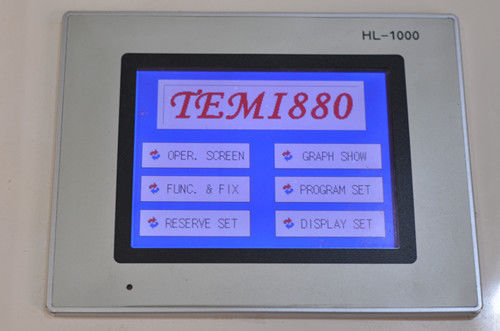 HL-1000
TEMI880
OPER. SCREEN
GRAPH SHOW
FUNC. & FIX
PROGRAM SET
RESERVE SET
DISPLAY SET